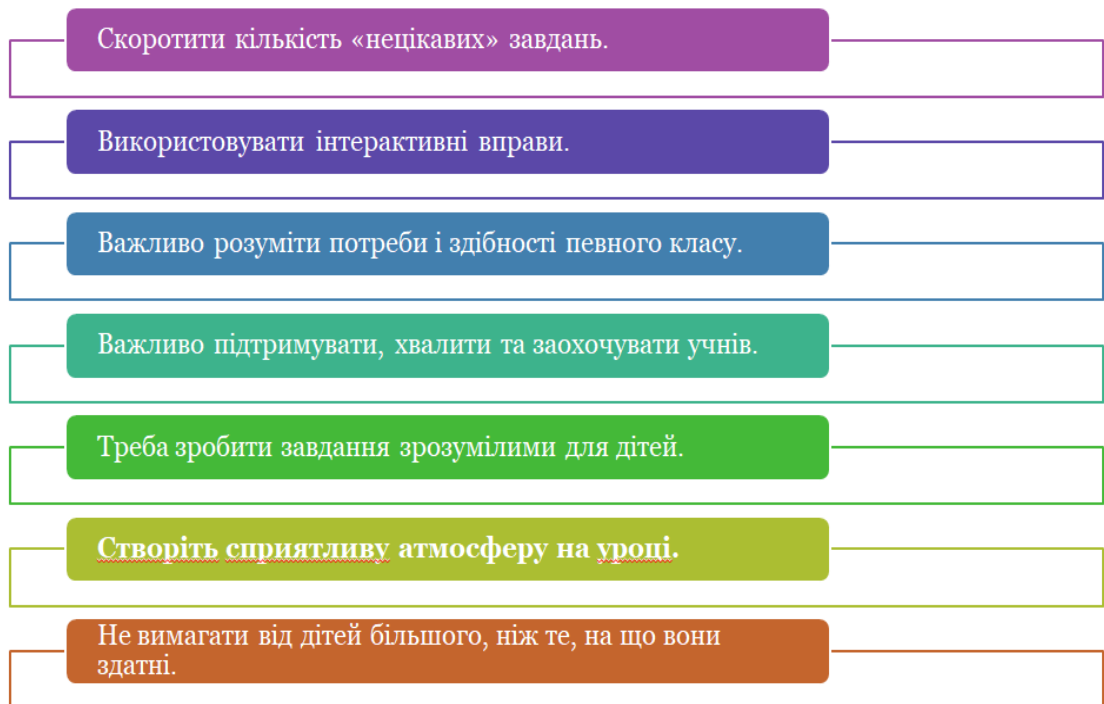 Скоротити кількість «нецікавих» завдань.
Використовувати інтерактивні вправи.
Важливо розуміти потреби і здібності певного класу.
Важливо підтримувати, хвалити та заохочувати учнів.
Треба зробити завдання зрозумілими для дітей.
Створіть сприятливу атмосферу на уроці.
Не вимагати від дітей більшого, ніж те, на що вони
здатні.